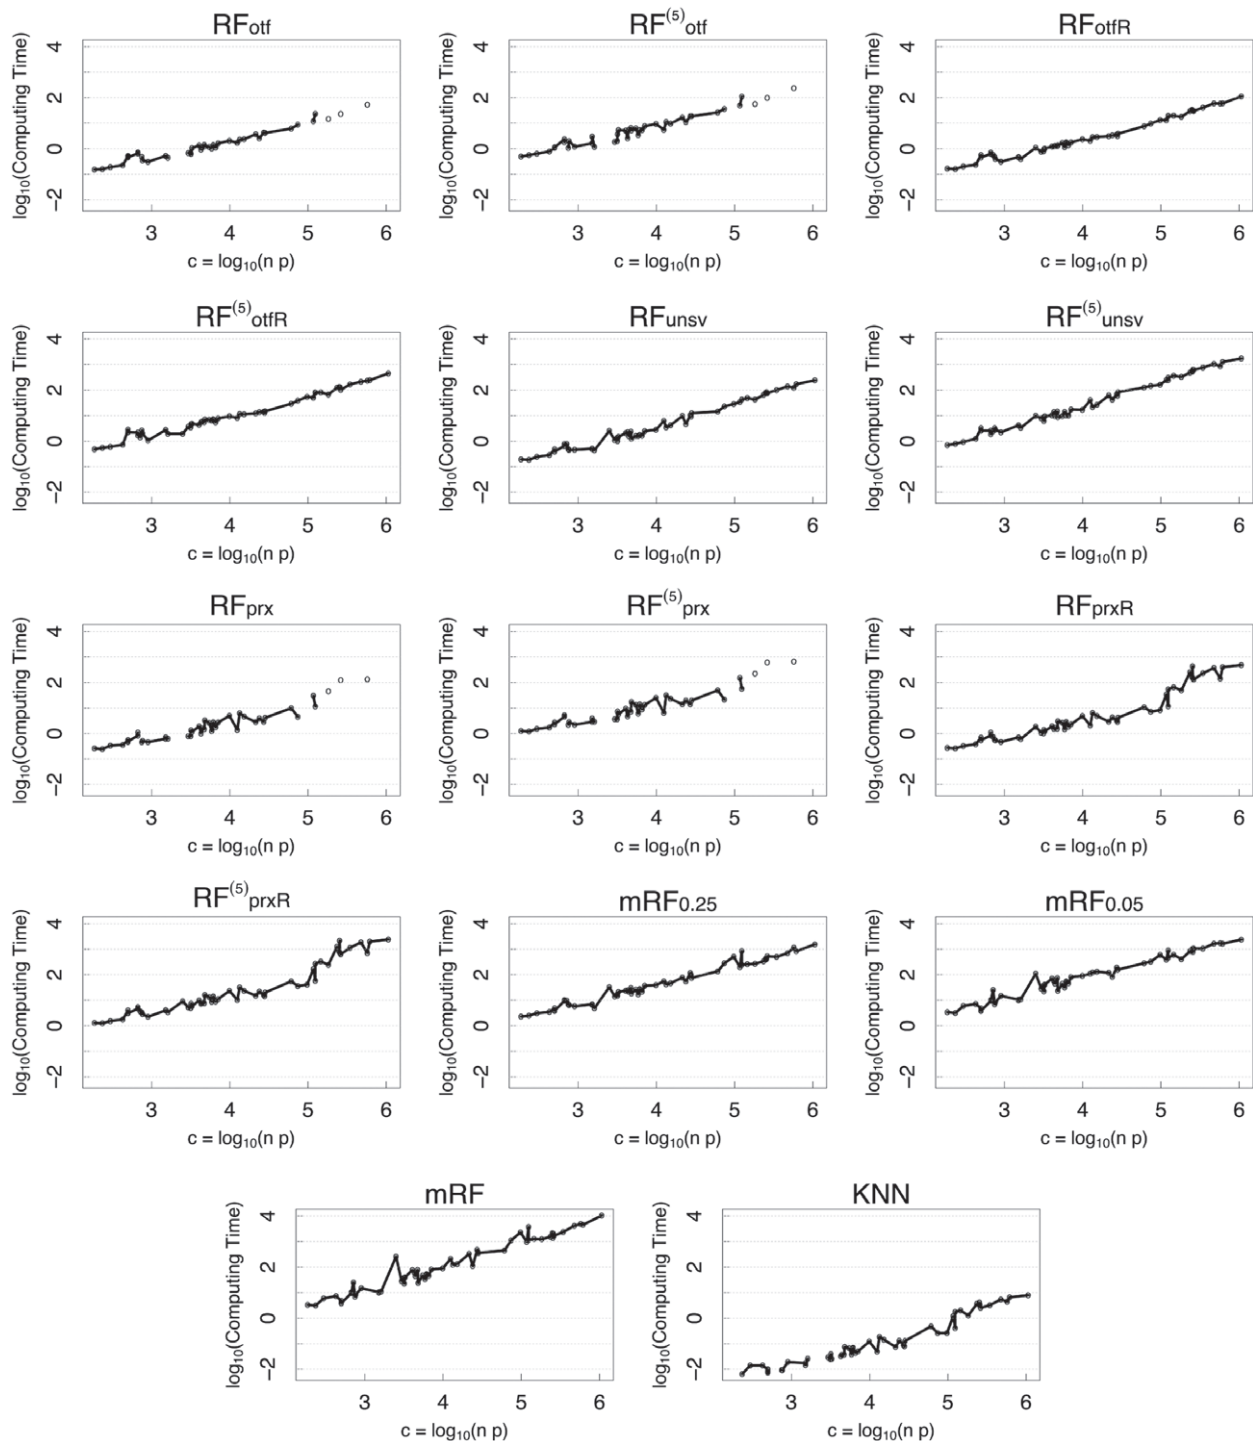 RFotf RF(5)otf RFotfR
log10(Computing Time) 4 2 0 −2 log10(Computing Time) 4 2 0 −2 log10(Computing Time) 4 2 0 −2
3 4 5 6 3 4 5 6 3 4 5 6
c = log10(n p) c = log10(n p) c = log10(n p)
RF(5)otfR RFunsv RF(5)unsv
log10(Computing Time) 4 2 0 −2 log10(Computing Time) 4 2 0 −2 log10(Computing Time) 4 2 0 −2
3 4 5 6 3 4 5 6 3 4 5 6
c = log10(n p) c = log10(n p) c = log10(n p)
RFprx RF(5)prx RFprxR
log10(Computing Time) 4 2 0 −2 log10(Computing Time) 4 2 0 −2 log10(Computing Time) 4 2 0 −2
3 4 5 6 3 4 5 6 3 4 5 6
c = log10(n p) c = log10(n p) c = log10(n p)
RF(5)prxR mRF0.25 mRF0.05
log10(Computing Time) 4 2 0 −2 log10(Computing Time) 4 2 0 −2 log10(Computing Time) 4 2 0 −2
3 4 5 6 3 4 5 6 3 4 5 6
c = log10(n p) c = log10(n p) c = log10(n p)
mRF KNN
log10(Computing Time) 4 2 0 −2 log10(Computing Time) 4 2 0 −2
3 4 5 6 3 4 5 6
c = log10(n p) c = log10(n p)